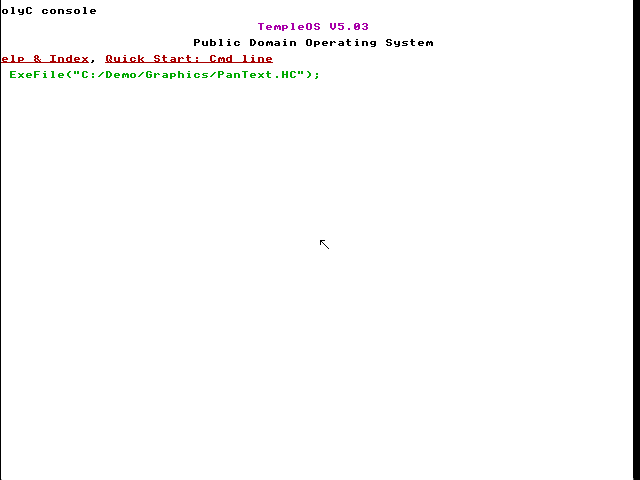 olyC console
TempleOS V5.03
Public Domain Operating System
elp & Index, Quick Start: Cmd line
ExeFile("C:/Demo/Graphics/PanText.HC");